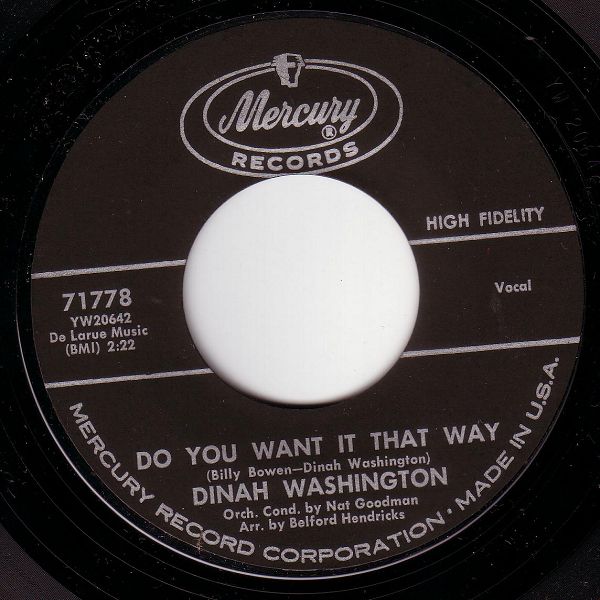 Mercury
®
RECORDS
HIGH FIDELITY
71778
YW20642
De Larue Music
(BMI) 2:22
Vocal
DO YOU WANT IT THAT WAY
(Billy Bowen—Dinah Washington)
DINAH WASHINGTON
Orch. Cond. by Nat Goodman
Arr. by Belford Hendricks
MERCURY RECORD CORPORATION • MADE IN U.S.A.